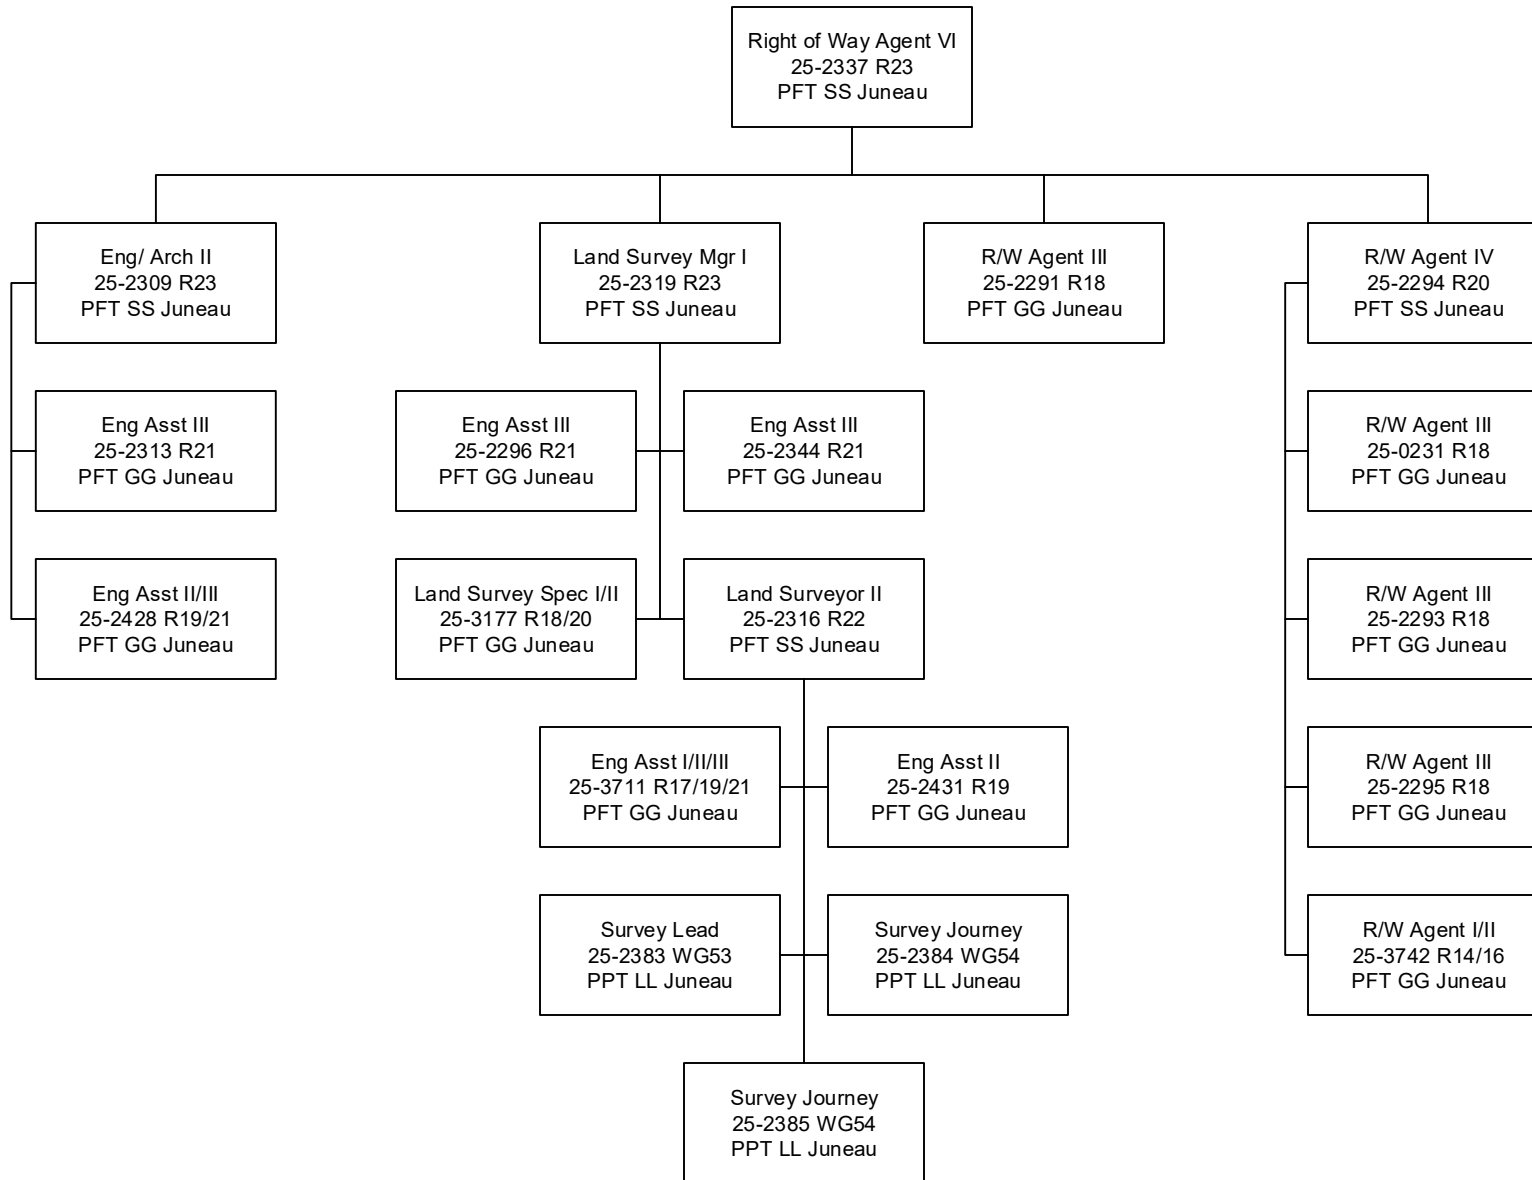 Right of Way Agent VI
25-2337 R23
PFT SS Juneau
Eng/ Arch II
25-2309 R23
PFT SS Juneau
Land Survey Mgr I
25-2319 R23
PFT SS Juneau
R/W Agent III
25-2291 R18
PFT GG Juneau
R/W Agent IV
25-2294 R20
PFT SS Juneau
Eng Asst III
25-2313 R21
PFT GG Juneau
Eng Asst III
25-2296 R21
PFT GG Juneau
Eng Asst III
25-2344 R21
PFT GG Juneau
R/W Agent III
25-0231 R18
PFT GG Juneau
Eng Asst II/III
25-2428 R19/21
PFT GG Juneau
Land Survey Spec I/II
25-3177 R18/20
PFT GG Juneau
Land Surveyor II
25-2316 R22
PFT SS Juneau
R/W Agent III
25-2293 R18
PFT GG Juneau
Eng Asst I/II/III
25-3711 R17/19/21
PFT GG Juneau
Eng Asst II
25-2431 R19
PFT GG Juneau
R/W Agent III
25-2295 R18
PFT GG Juneau
Survey Lead
25-2383 WG53
PPT LL Juneau
Survey Journey
25-2384 WG54
PPT LL Juneau
R/W Agent I/II
25-3742 R14/16
PFT GG Juneau
Survey Journey
25-2385 WG54
PPT LL Juneau